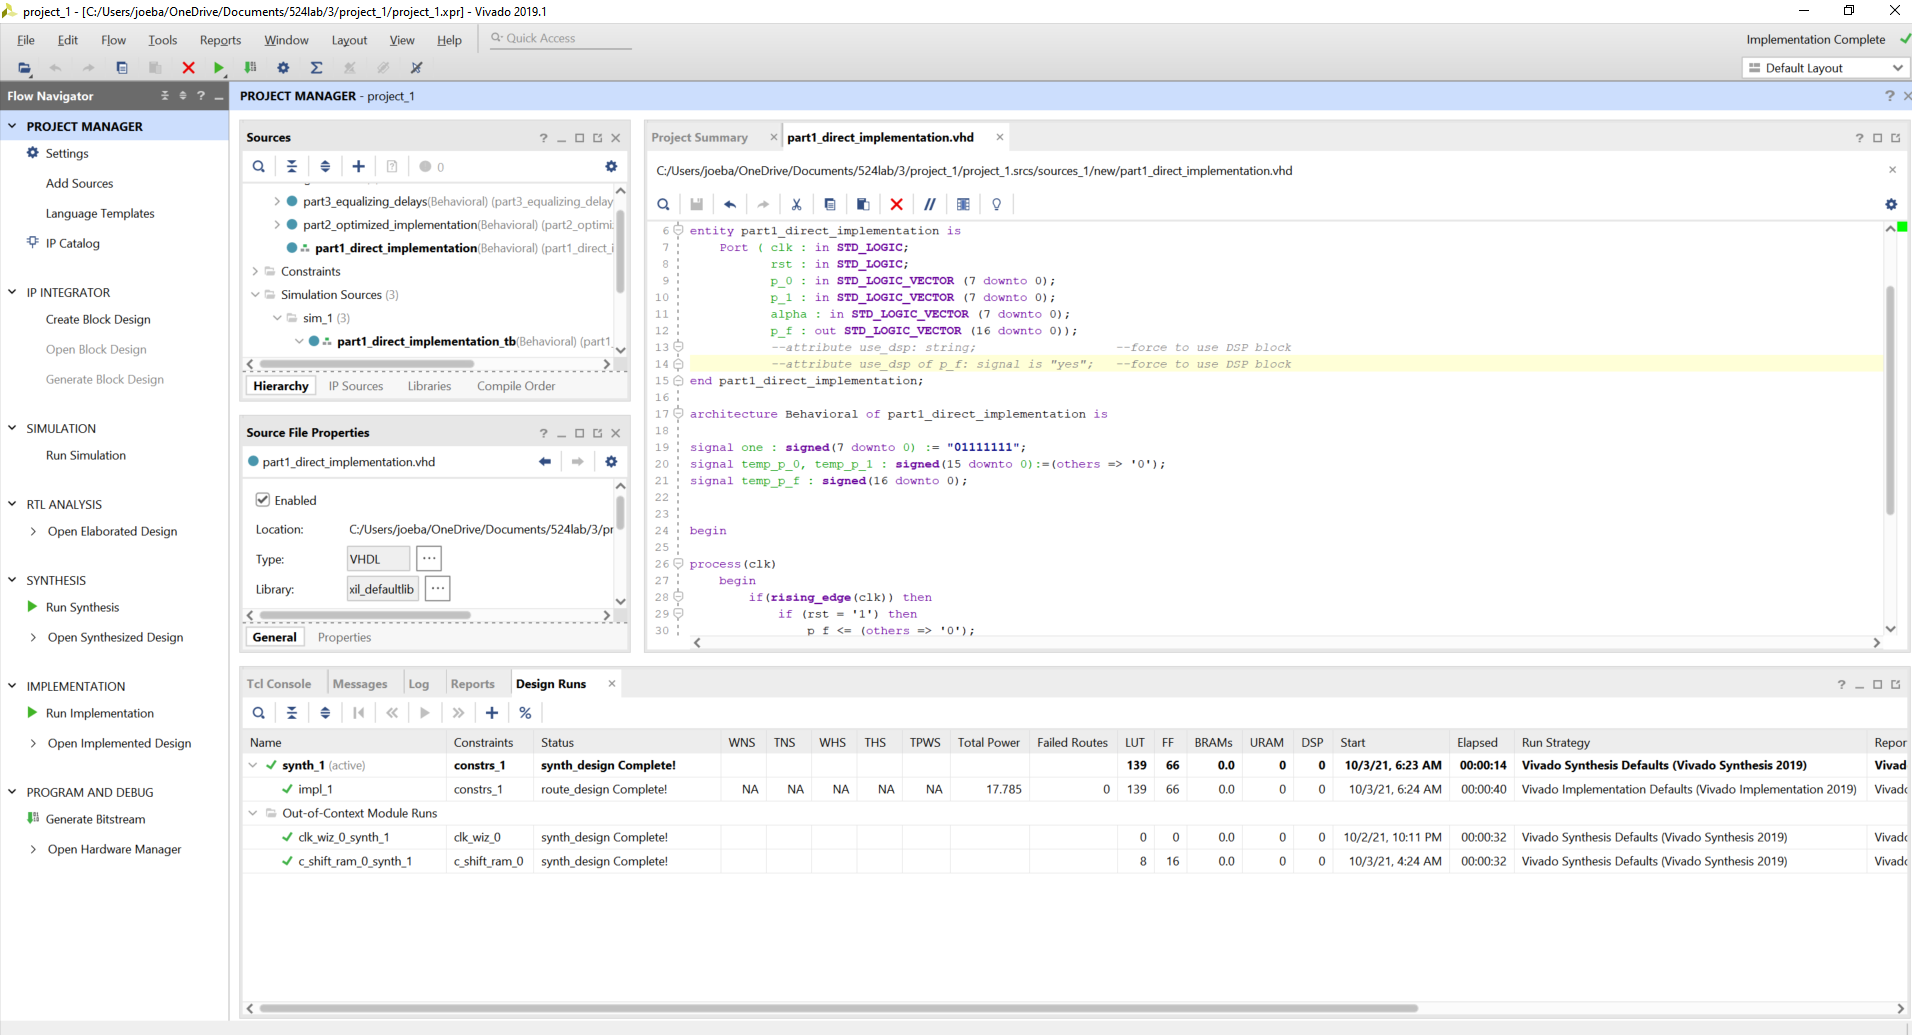 project_1 - [C:/Users/joeba/OneDrive/Documents/524lab/3/project_1/project_1.xpr] - Vivado 2019.1
File Edit Flow Tools Reports Window Layout View Help Quick Access
Implementation Complete
Default Layout
Flow Navigator
PROJECT MANAGER
Settings
Add Sources
Language Templates
IP Catalog
IP INTEGRATOR
Create Block Design
Open Block Design
Generate Block Design
SIMULATION
Run Simulation
RTL ANALYSIS
Open Elaborated Design
SYNTHESIS
Run Synthesis
Open Synthesized Design
IMPLEMENTATION
Run Implementation
Open Implemented Design
PROGRAM AND DEBUG
Generate Bitstream
Open Hardware Manager
PROJECT MANAGER - project_1
Sources
0
part3_equalizing_delays(Behavioral) (part3_equalizing_delay
part2_optimized_implementation(Behavioral) (part2_optimi
part1_direct_implementation(Behavioral) (part1_direct_i
Constraints
Simulation Sources (3)
sim_1 (3)
part1_direct_implementation_tb(Behavioral) (part1_
Hierarchy IP Sources Libraries Compile Order
Source File Properties
part1_direct_implementation.vhd
Enabled
Location: C:/Users/joeba/OneDrive/Documents/524lab/3/pr
Type: VHDL ...
Library: xil_defaultlib ...
General Properties
Project Summary part1_direct_implementation.vhd
C:/Users/joeba/OneDrive/Documents/524lab/3/project_1/project_1.srcs/sources_1/new/part1_direct_implementation.vhd
6 entity part1_direct_implementation is
7 Port ( clk : in STD_LOGIC;
8 rst : in STD_LOGIC;
9 p_0 : in STD_LOGIC_VECTOR (7 downto 0);
10 p_1 : in STD_LOGIC_VECTOR (7 downto 0);
11 alpha : in STD_LOGIC_VECTOR (7 downto 0);
12 p_f : out STD_LOGIC_VECTOR (16 downto 0));
13 --attribute use_dsp: string; --force to use DSP block
14 --attribute use_dsp of p_f: signal is "yes"; --force to use DSP block
15 end part1_direct_implementation;
16
17 architecture Behavioral of part1_direct_implementation is
18
19 signal one : signed(7 downto 0) := "01111111";
20 signal temp_p_0, temp_p_1 : signed(15 downto 0):=(others => '0');
21 signal temp_p_f : signed(16 downto 0);
22
23
24 begin
25
26 process(clk)
27 begin
28 if(rising_edge(clk)) then
29 if (rst = '1') then
30 p_f <= (others => '0');
Tcl Console Messages Log Reports Design Runs
Name Constraints Status WNS TNS WHS THS TPWS Total Power Failed Routes LUT FF BRAMs URAM DSP Start Elapsed Run Strategy Repor
synth_1 (active) constrs_1 synth_design Complete! 139 66 0.0 0 0 10/3/21, 6:23 AM 00:00:14 Vivado Synthesis Defaults (Vivado Synthesis 2019) Vivad
impl_1 constrs_1 route_design Complete! NA NA NA NA NA 17.785 0 139 66 0.0 0 0 10/3/21, 6:24 AM 00:00:40 Vivado Implementation Defaults (Vivado Implementation 2019) Vivadc
Out-of-Context Module Runs
clk_wiz_0_synth_1 clk_wiz_0 synth_design Complete! 0 0 0.0 0 0 10/2/21, 10:11 PM 00:00:32 Vivado Synthesis Defaults (Vivado Synthesis 2019) Vivadc
c_shift_ram_0_synth_1 c_shift_ram_0 synth_design Complete! 8 16 0.0 0 0 10/3/21, 4:24 AM 00:00:32 Vivado Synthesis Defaults (Vivado Synthesis 2019) Vivadc